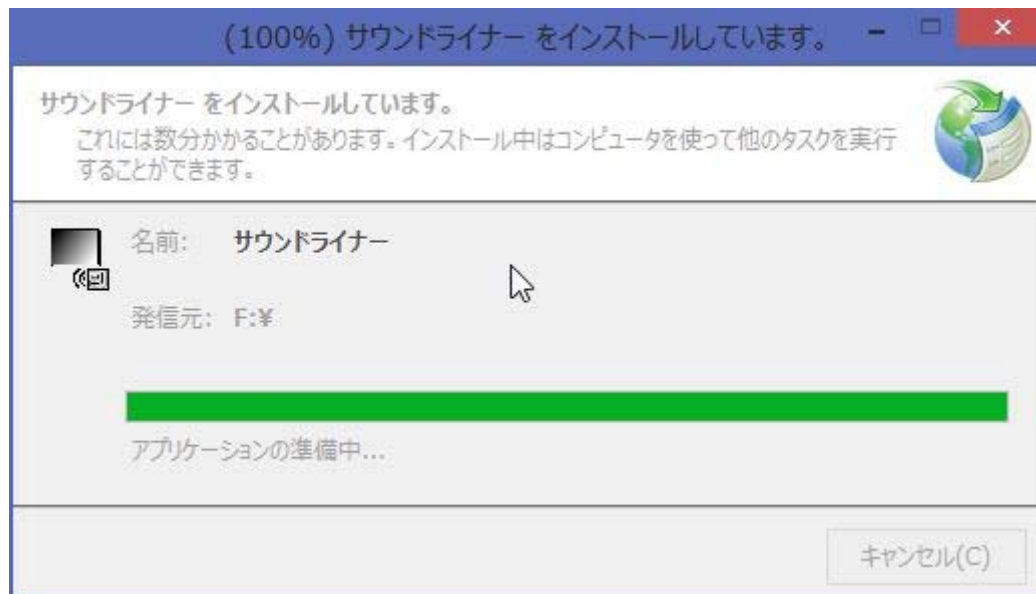 (100%) サウンドライナー をインストールしています。
サウンドライナー をインストールしています。
これには数分かかることがあります。インストール中はコンピュータを使って他のタスクを実行
することができます。
名前: サウンドライナー
発信元: F:¥
アプリケーションの準備中...
キャンセル(C)